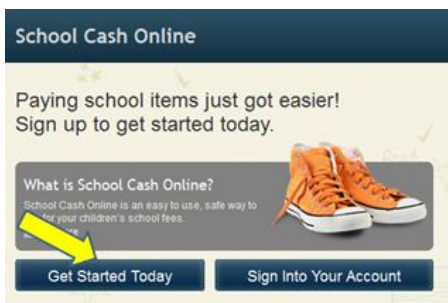 School Cash Online
Paying school items just got easier!
Sign up to get started today.
What is School Cash Online?
School Cash Online is an easy to use, safe way to
for your children's school fees.
Get Started Today
Sign Into Your Account